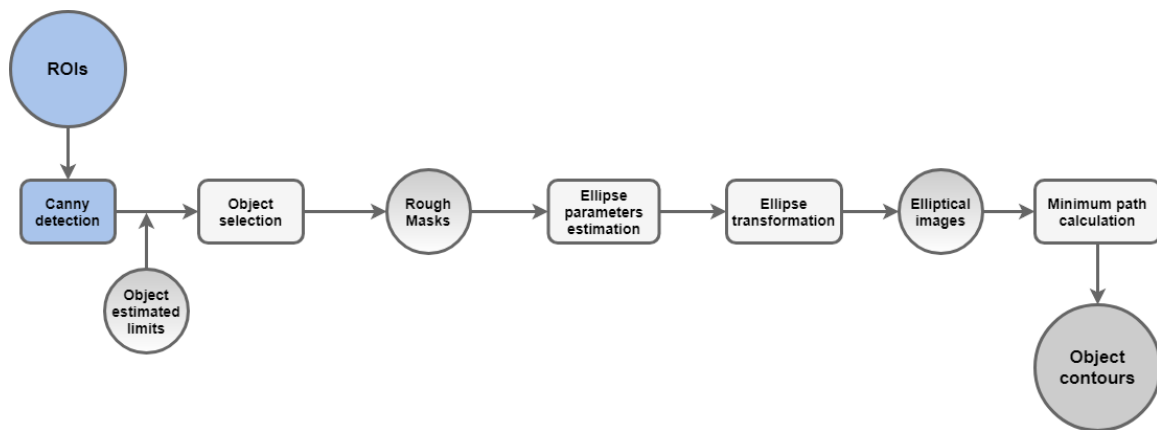 ROIs
Canny
detection
Object
selection
Rough
Masks
Ellipse
parameters
estimation
Ellipse
transformation
Elliptical
images
Minimum path
calculation
Object
estimated
limits
Object
contours